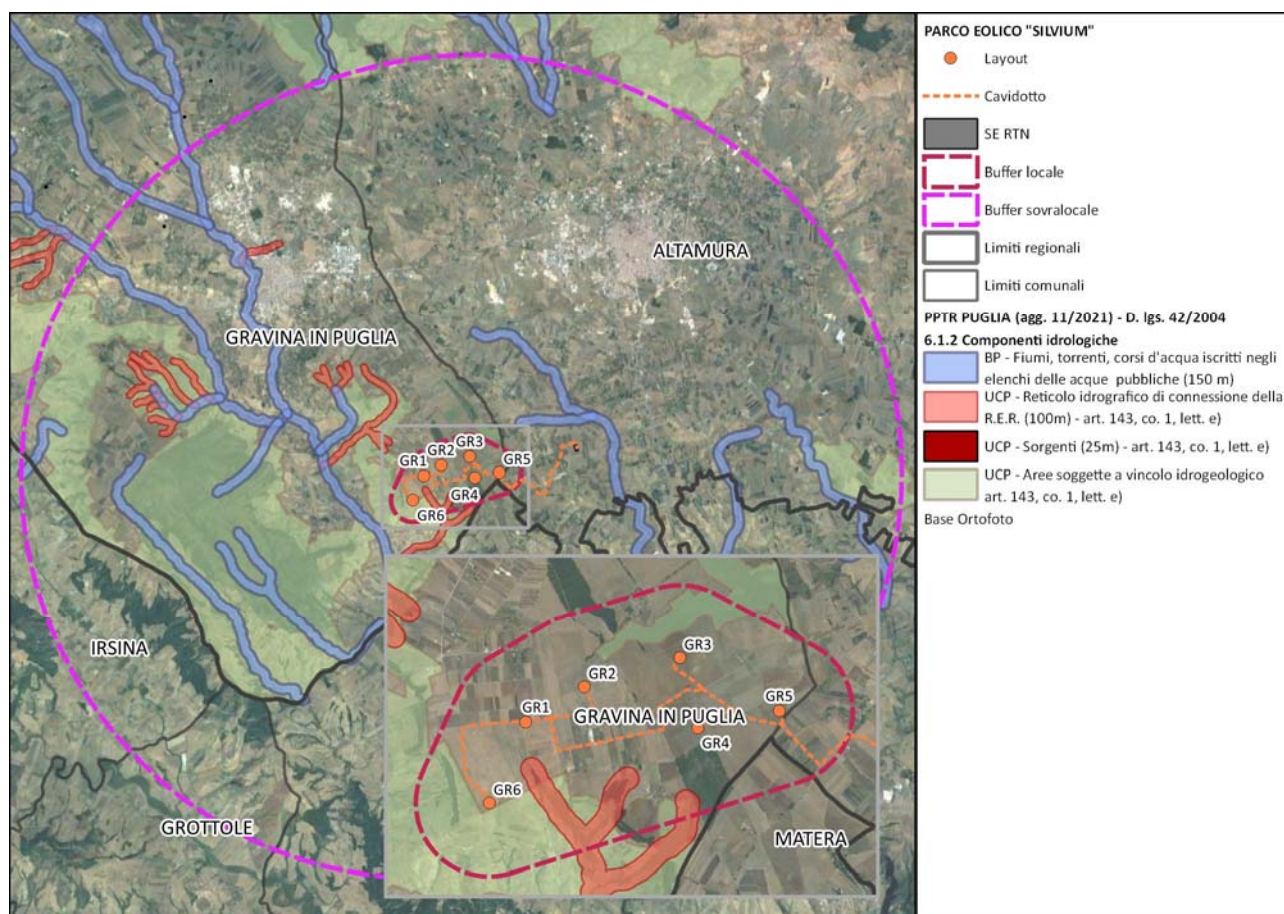 ALTAMURA
GRAVINA IN PUGLIA
GR3
GR2
GR1
GR5
GR4
GR6
IRSINA
GROTTOLE
GR3
GR2
GR5
GR1
GRAVINA IN PUGLIA
GR4
GR6
MATERA
PARCO EOLICO "SILVIUM"
Layout
Cavidotto
SE RTN
Buffer locale
Buffer sovralocale
Limiti regionali
Limiti comunali
PPTR PUGLIA (agg. 11/2021) - D. lgs. 42/2004
6.1.2 Componenti idrologiche
BP - Fiumi, torrenti, corsi d'acqua iscritti negli
elenchi delle acque pubbliche (150 m)
UCP - Reticolo idrografico di connessione della
R.E.R. (100m) - art. 143, co. 1, lett. e)
UCP - Sorgenti (25m) - art. 143, co. 1, lett. e)
UCP - Aree soggette a vincolo idrogeologico
art. 143, co. 1, lett. e)
Base Ortofoto